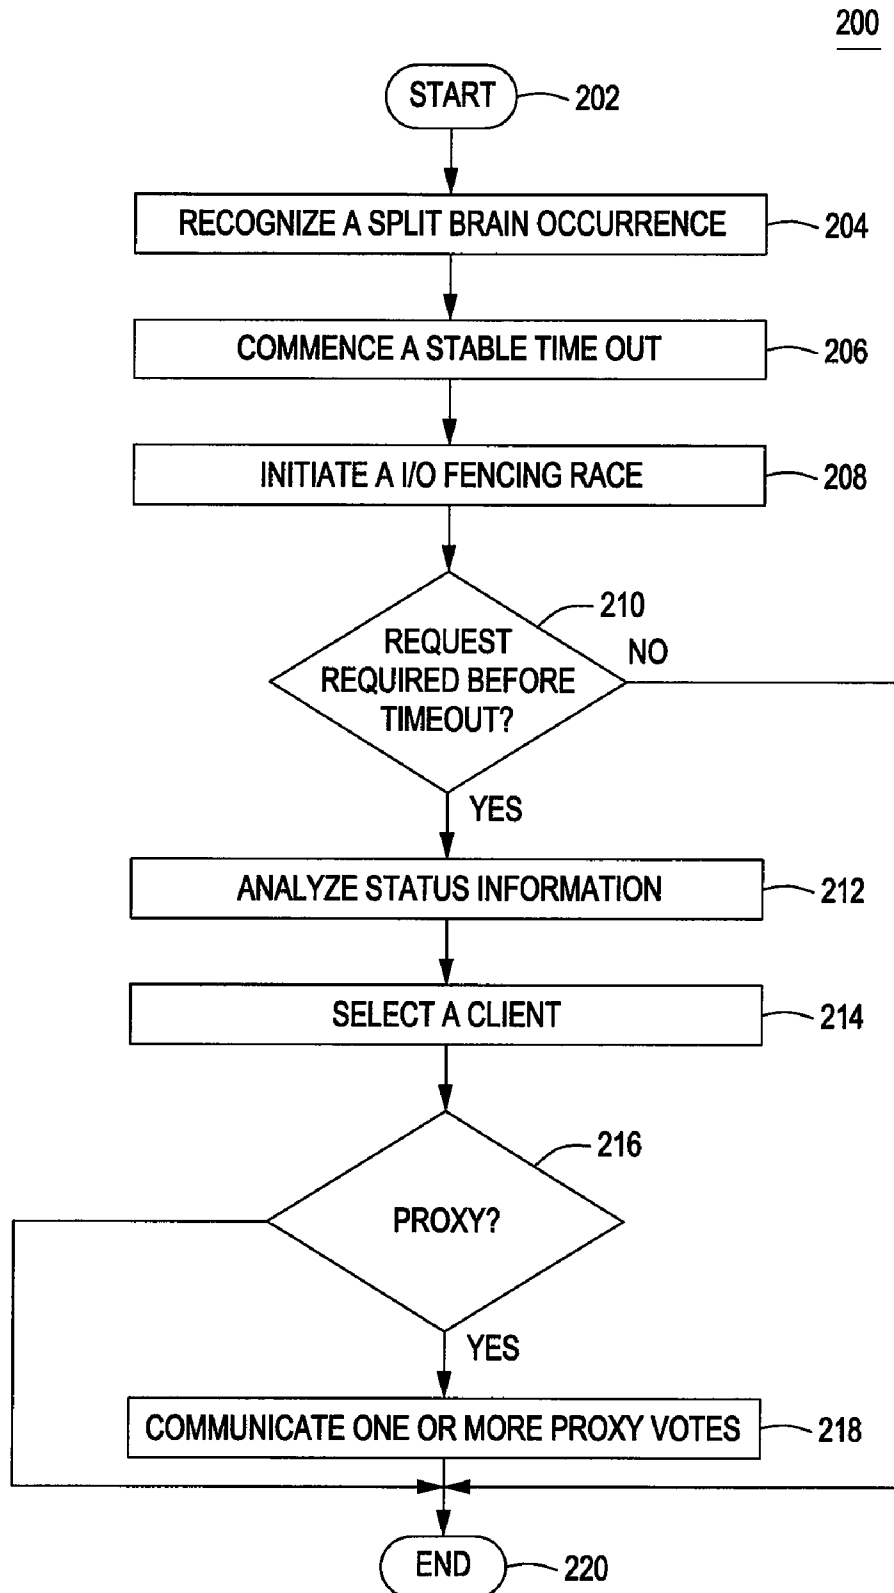 200
START
202
RECOGNIZE A SPLIT BRAIN OCCURRENCE
204
COMMENCE A STABLE TIME OUT
206
INITIATE A I/O FENCING RACE
208
210
REQUEST
REQUIRED BEFORE
TIMEOUT?
NO
YES
ANALYZE STATUS INFORMATION
212
SELECT A CLIENT
214
216
PROXY?
YES
COMMUNICATE ONE OR MORE PROXY VOTES
218
END
220